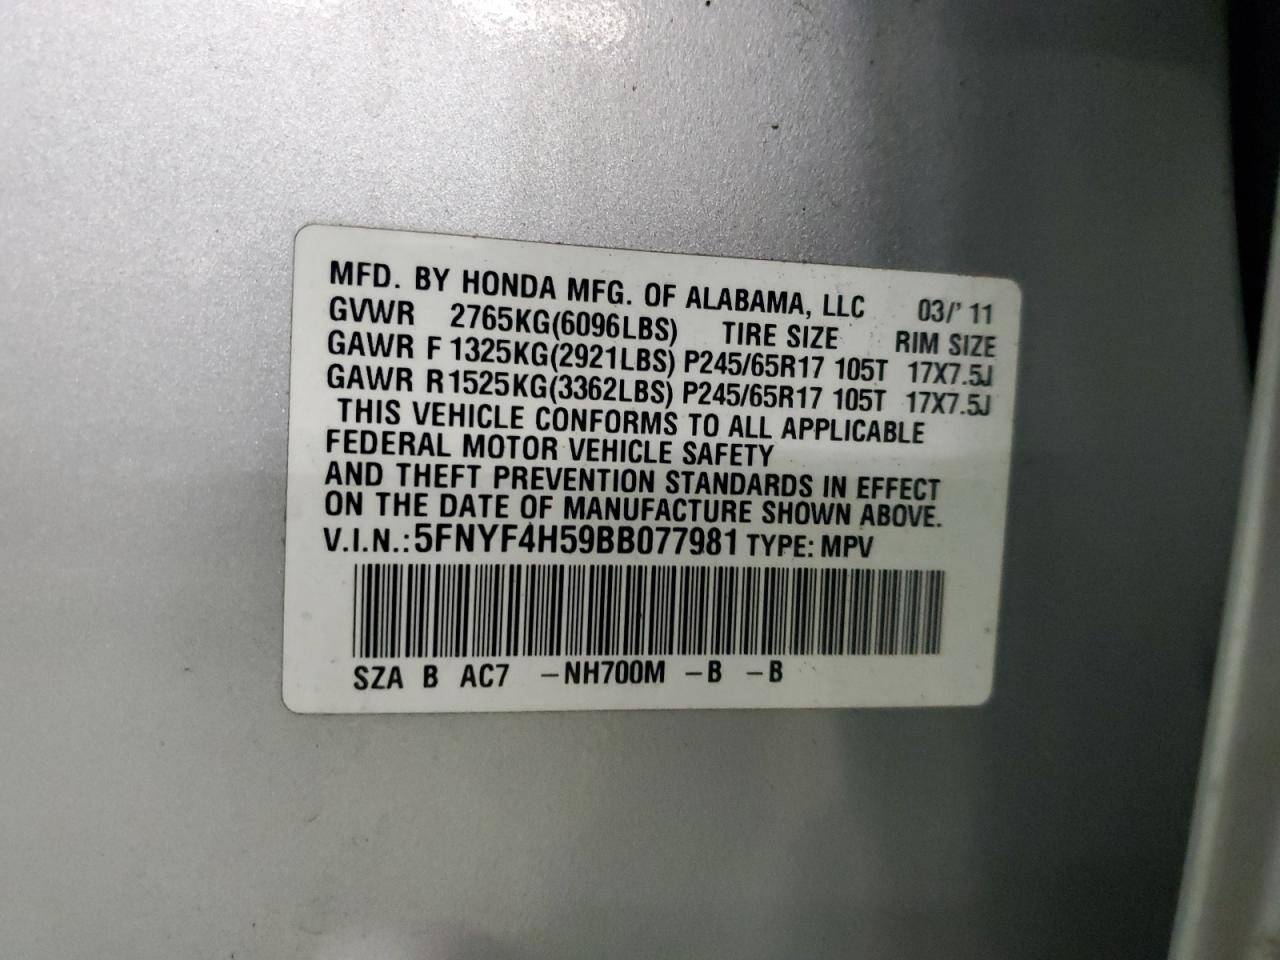 MFD. BY HONDA MFG. OF ALABAMA, LLC 03/' 11
GVWR 2765KG(6096LBS) TIRE SIZE RIM SIZE
GAWR F 1325KG(2921LBS) P245/65R17 105T 17X7.5J
GAWR R1525KG(3362LBS) P245/65R17 105T 17X7.5J
THIS VEHICLE CONFORMS TO ALL APPLICABLE
FEDERAL MOTOR VEHICLE SAFETY
AND THEFT PREVENTION STANDARDS IN EFFECT
ON THE DATE OF MANUFACTURE SHOWN ABOVE.
V.I.N.: 5FNYF4H59BB077981 TYPE: MPV
SZA B AC7 –NH700M –B –B